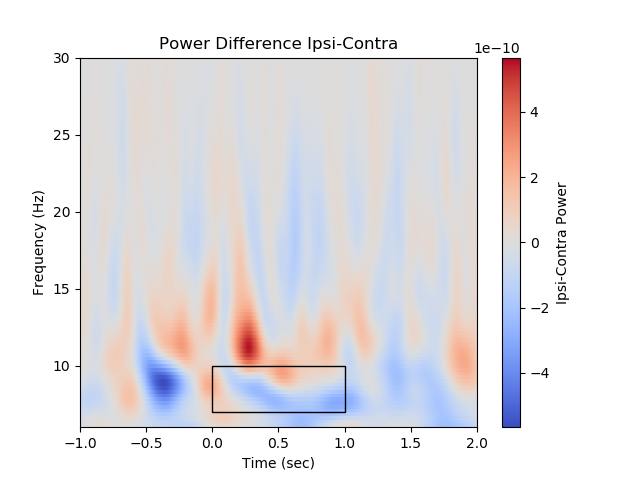 Power Difference Ipsi-Contra
1e−10
30
25
20
15
10
Frequency (Hz)
−1.0 −0.5 0.0 0.5 1.0 1.5 2.0
Time (sec)
4
2
0
−2
−4
Ipsi-Contra Power